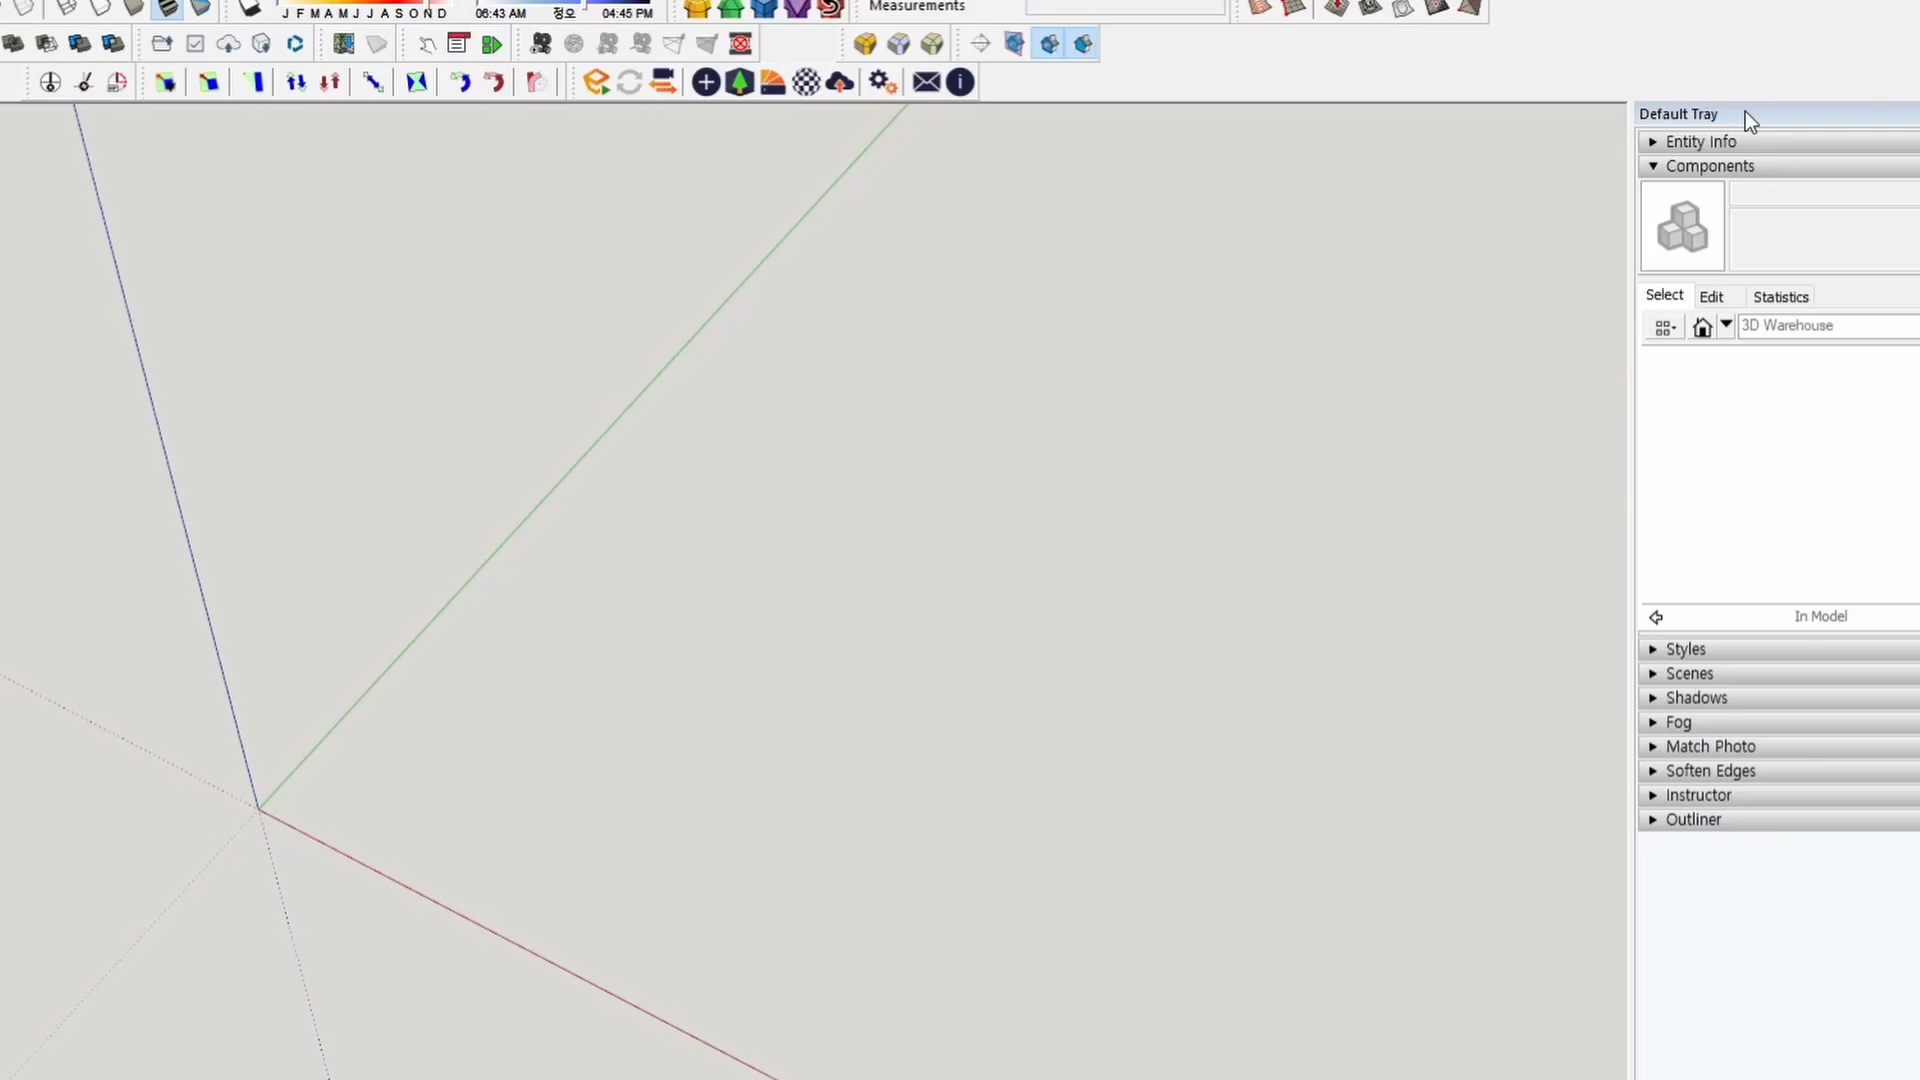 Measurements
J F M A M J J A S O N D
06:43 AM 정오 04:45 PM
Default Tray
Entity Info
Components
Select Edit Statistics
3D Warehouse
In Model
Styles
Scenes
Shadows
Fog
Match Photo
Soften Edges
Instructor
Outliner